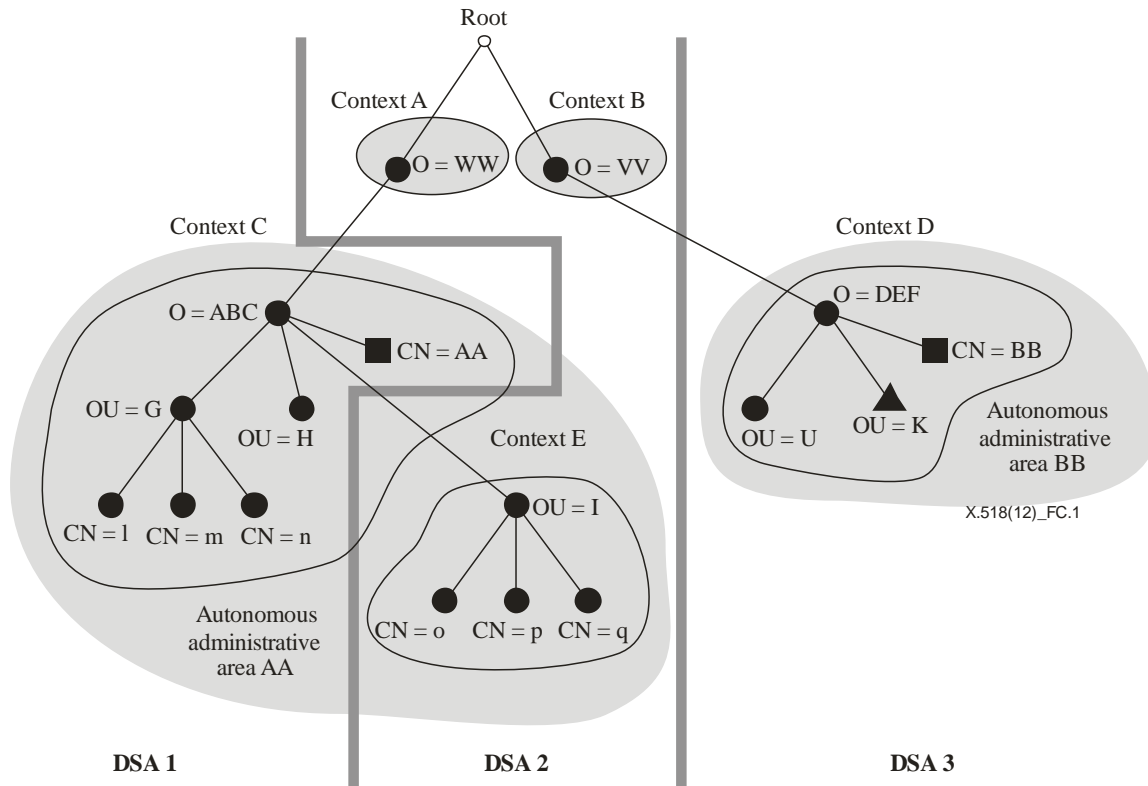 Root
Context A
Context B
O = WW
O = VV
Context C
Context D
O = ABC
O = DEF
CN = AA
CN = BB
OU = G
OU = H
OU = U
OU = K
Autonomous
administrative
area BB
Context E
OU = I
X.518(12)_FC.1
CN = l
CN = m
CN = n
CN = o
CN = p
CN = q
Autonomous
administrative
area AA
DSA 1
DSA 2
DSA 3